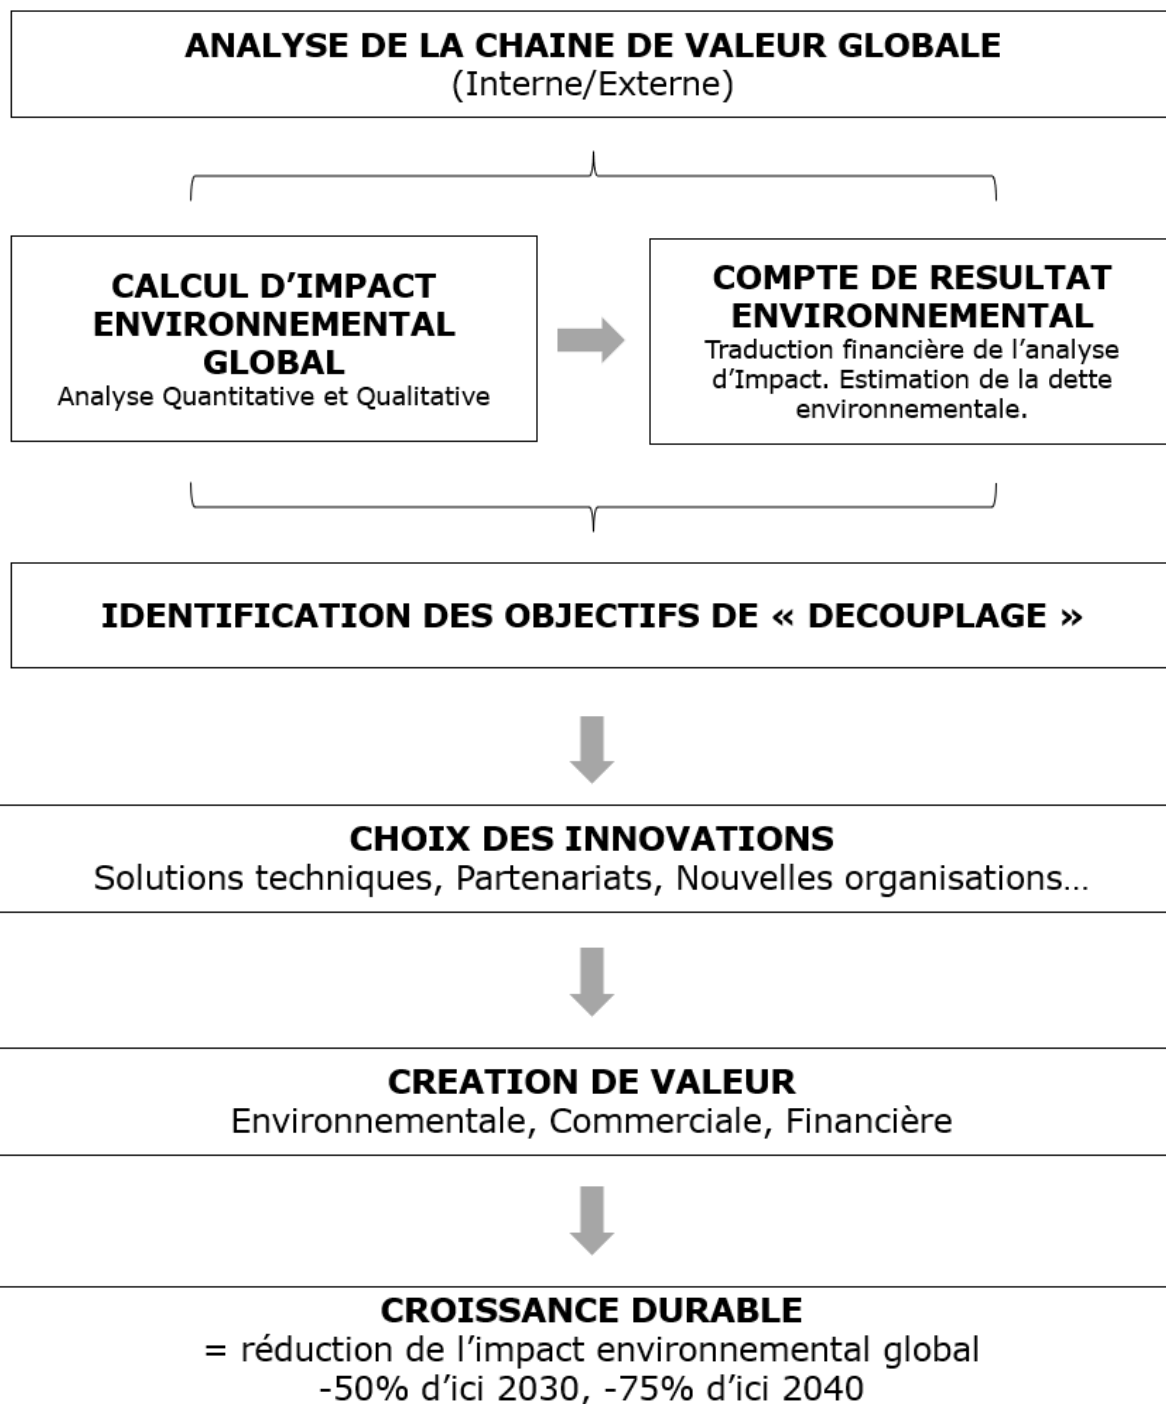 ANALYSE DE LA CHAINE DE VALEUR GLOBALE
(Interne/Externe)
CALCUL D’IMPACT
ENVIRONNEMENTAL
GLOBAL
Analyse Quantitative et Qualitative
COMPTE DE RESULTAT
ENVIRONNEMENTAL
Traduction financière de l’analyse
d’Impact. Estimation de la dette
environnementale.
IDENTIFICATION DES OBJECTIFS DE « DECOUPLAGE »
CHOIX DES INNOVATIONS
Solutions techniques, Partenariats, Nouvelles organisations…
CREATION DE VALEUR
Environnementale, Commerciale, Financière
CROISSANCE DURABLE
= réduction de l’impact environnemental global
-50% d’ici 2030, -75% d’ici 2040